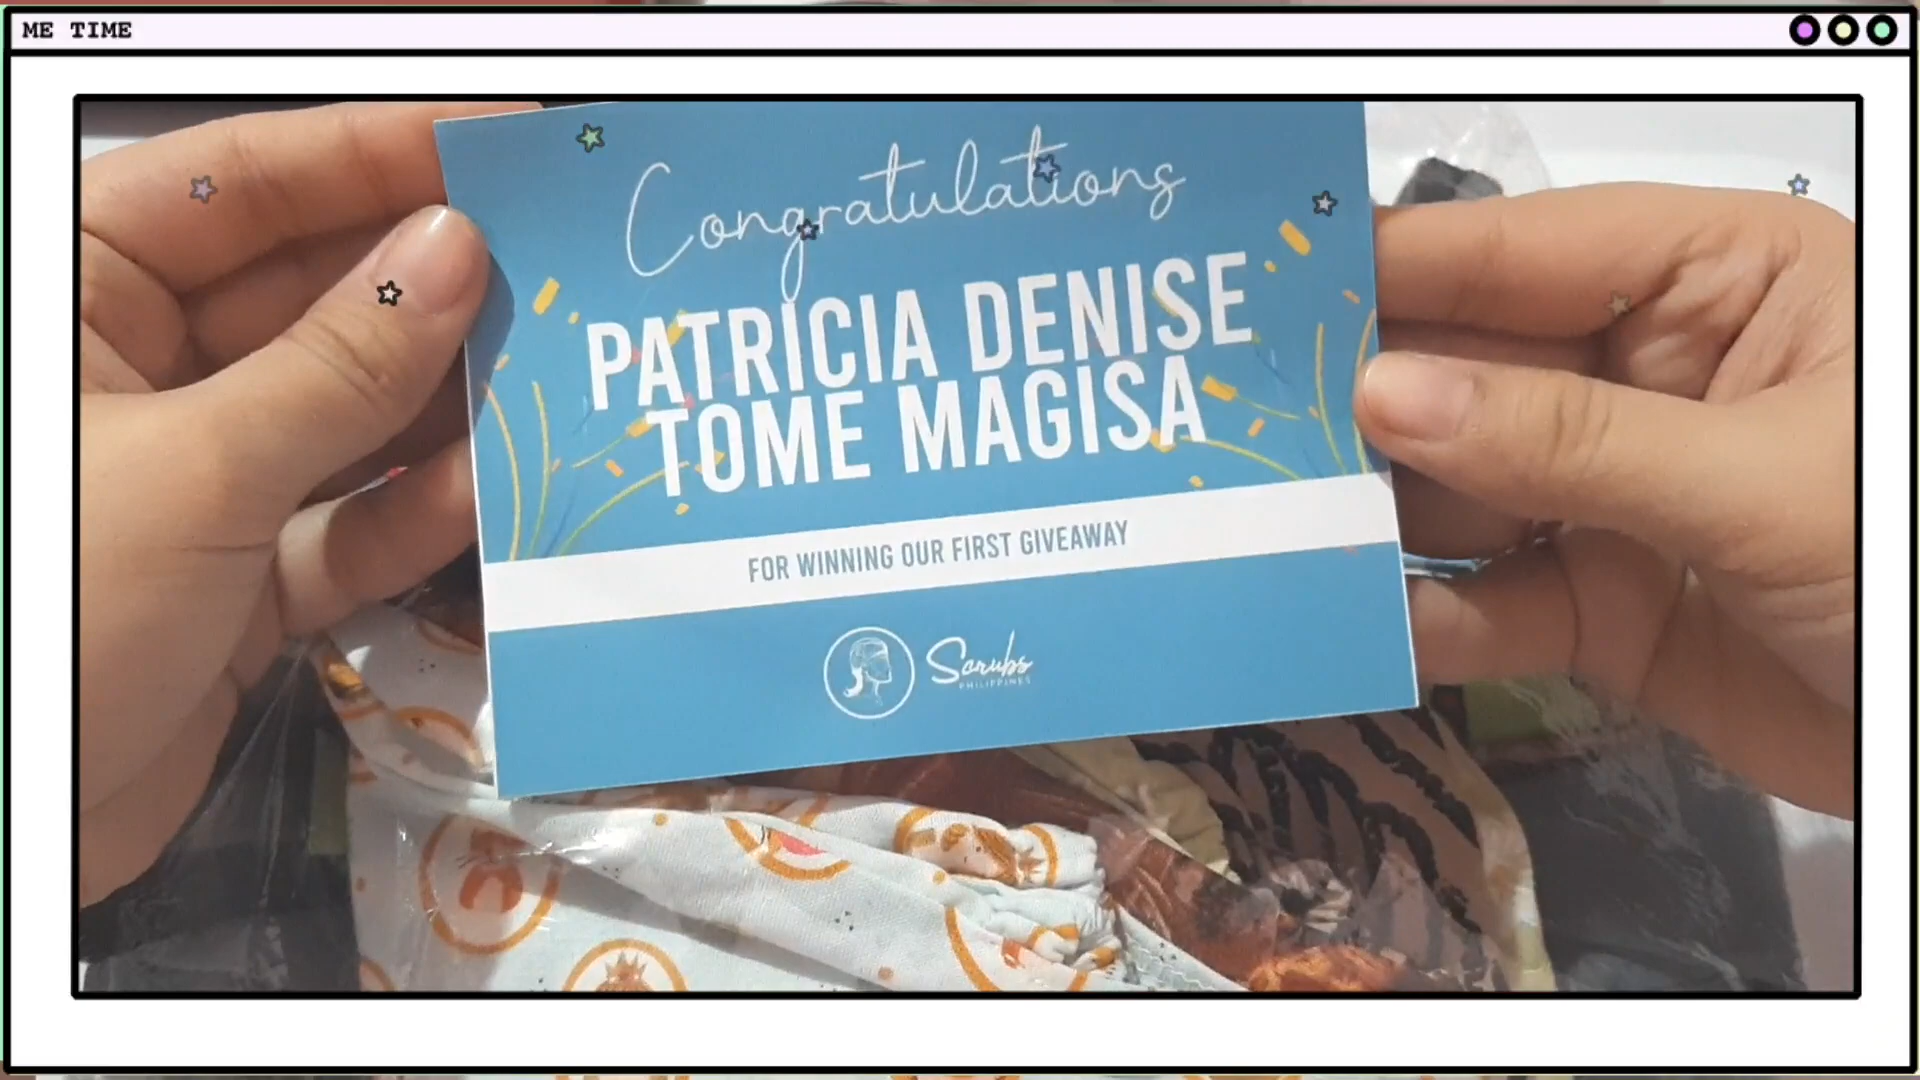 ME TIME
Congratulations
PATRICIA DENISE
TOME MAGISA
FOR WINNING OUR FIRST GIVEAWAY
Scrubs
PHILIPPINES